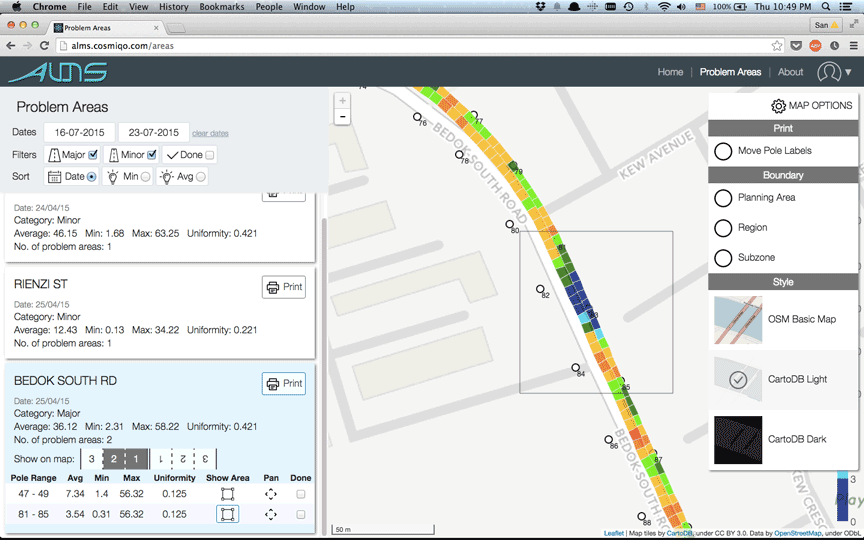 Chrome File Edit View History Bookmarks People Window Help 100% Thu 10:49 PM
Problem Areas San
alms.cosmiqo.com/areas
ALMS Home Problem Areas About
Problem Areas
Dates 16-07-2015 23-07-2015 clear dates
Filters Major Minor Done
Sort Date Min Avg
Print
Date: 24/04/15
Category: Minor
Average: 46.15 Min: 1.68 Max: 63.25 Uniformity: 0.421
No. of problem areas: 1
RIENZI ST Print
Date: 25/04/15
Category: Minor
Average: 12.43 Min: 0.13 Max: 34.22 Uniformity: 0.221
No. of problem areas: 1
BEDOK SOUTH RD Print
Date: 25/04/15
Category: Major
Average: 36.12 Min: 2.31 Max: 58.22 Uniformity: 0.421
No. of problem areas: 2
Show on map: 3 2 1 1 2 3
Pole Range Avg Min Max Uniformity Show Area Pan Done
47 - 49 7.34 1.4 56.32 0.125
81 - 85 3.54 0.31 56.32 0.125
+
-
74
76
77
78
79
80
82
84
85
86
87
88
BEDOK SOUTH ROAD
KEW AVENUE
BEDOK SOUTH ROAD
KEW CRESC
50 m
MAP OPTIONS
Print
Move Pole Labels
Boundary
Planning Area
Region
Subzone
Style
OSM Basic Map
CartoDB Light
CartoDB Dark
3
0
Play
Leaflet | Map tiles by CartoDB, under CC BY 3.0. Data by OpenStreetMap, under ODbL